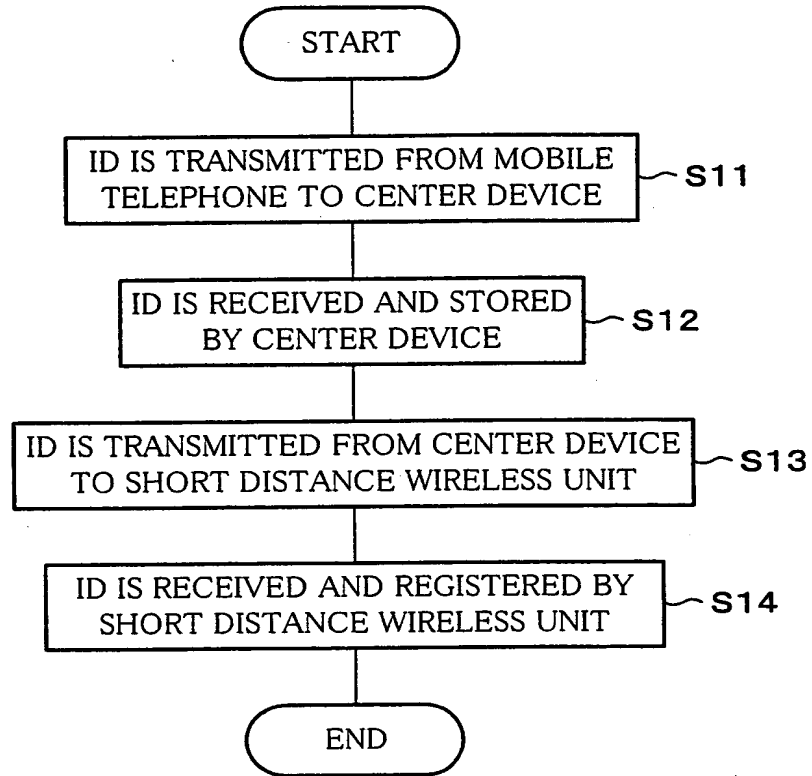 START
ID IS TRANSMITTED FROM MOBILE
TELEPHONE TO CENTER DEVICE
S11
ID IS RECEIVED AND STORED
BY CENTER DEVICE
S12
ID IS TRANSMITTED FROM CENTER DEVICE
TO SHORT DISTANCE WIRELESS UNIT
S13
ID IS RECEIVED AND REGISTERED BY
SHORT DISTANCE WIRELESS UNIT
S14
END